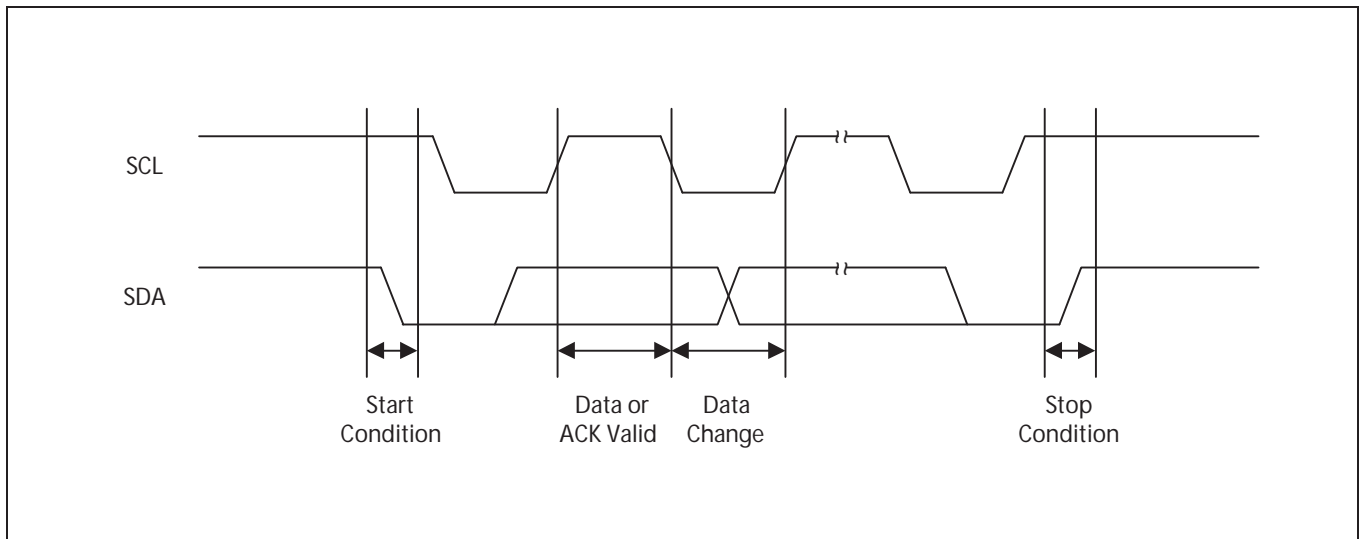 SCL
SDA
Start
Condition
Data or
ACK Valid
Data
Change
Stop
Condition